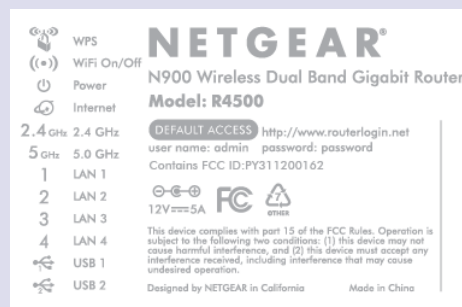 WPS
WiFi On/Off
Power
Internet
2.4 GHz 2.4 GHz
5 GHz 5.0 GHz
1 LAN 1
2 LAN 2
3 LAN 3
4 LAN 4
USB 1
USB 2
NETGEAR®
N900 Wireless Dual Band Gigabit Router
Model: R4500
DEFAULT ACCESS http://www.routerlogin.net
user name: admin password: password
Contains FCC ID:PY311200162
12V 5A FC 7
OTHER
This device complies with part 15 of the FCC Rules. Operation is
subject to the following two conditions: (1) this device may not
cause harmful interference, and (2) this device must accept any
interference received, including interference that may cause
undesired operation.
Designed by NETGEAR in California Made in China